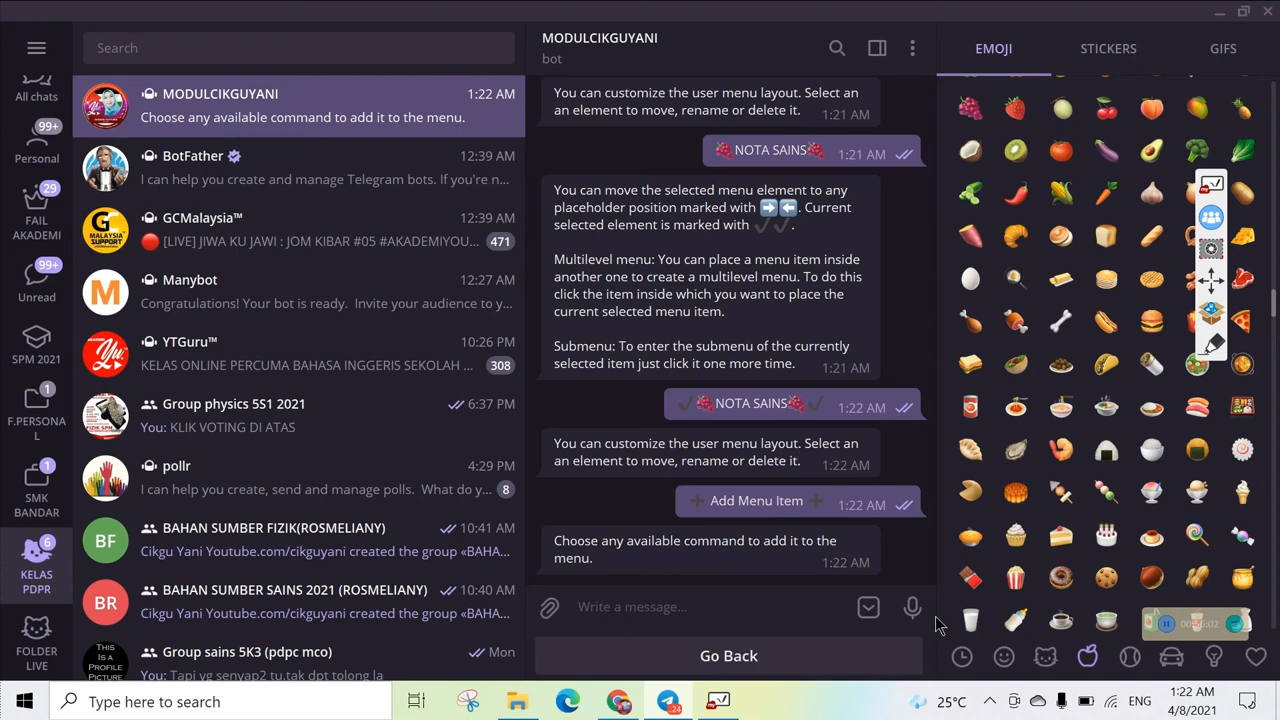 Search
All chats
99+
Personal
29
FAIL
AKADEMI
99+
Unread
SPM 2021
1
F.PERSONA
L
1
SMK
BANDAR
6
KELAS
PDPR
FOLDER
LIVE
MODULCIKGUYANI
1:22 AM
Choose any available command to add it to the menu.
BotFather
12:39 AM
I can help you create and manage Telegram bots. If you're n...
GCMalaysia™
12:39 AM
[LIVE] JIWA KU JAWI : JOM KIBAR #05 #AKADEMIYOU...
471
Manybot
12:27 AM
Congratulations! Your bot is ready. Invite your audience to y...
YTGuru™
10:26 PM
KELAS ONLINE PERCUMA BAHASA INGGERIS SEKOLAH ...
308
Group physics 5S1 2021
6:37 PM
You: KLIK VOTING DI ATAS
pollr
4:29 PM
I can help you create, send and manage polls. What do y...
8
BF
BAHAN SUMBER FIZIK(ROSMELIANY)
10:41 AM
Cikgu Yani Youtube.com/cikguyani created the group «BAHA...
BR
BAHAN SUMBER SAINS 2021 (ROSMELIANY)
10:40 AM
Cikgu Yani Youtube.com/cikguyani created the group «BAHA...
THIS
IS A
PROFILE
PICTURE
Group sains 5K3 (pdpc mco)
Mon
You: Tapi yg senyap2 tu.tak dpt tolong la
MODULCIKGUYANI
bot
You can customize the user menu layout. Select an
an element to move, rename or delete it.
1:21 AM
🍇NOTA SAINS🍇
1:21 AM
You can move the selected menu element to any
placeholder position marked with ➡️⬅️. Current
selected element is marked with ✔️.
Multilevel menu: You can place a menu item inside
another one to create a multilevel menu. To do this
click the item inside which you want to place the
current selected menu item.
Submenu: To enter the submenu of the currently
selected item just click it one more time.
1:21 AM
✔️🍇NOTA SAINS🍇✔️
1:22 AM
You can customize the user menu layout. Select an
an element to move, rename or delete it.
1:22 AM
➕ Add Menu Item ➕
1:22 AM
Choose any available command to add it to the
menu.
1:22 AM
Write a message...
Go Back
EMOJI
STICKERS
GIFS
Type here to search
24
25°C
ENG
1:22 AM
4/8/2021